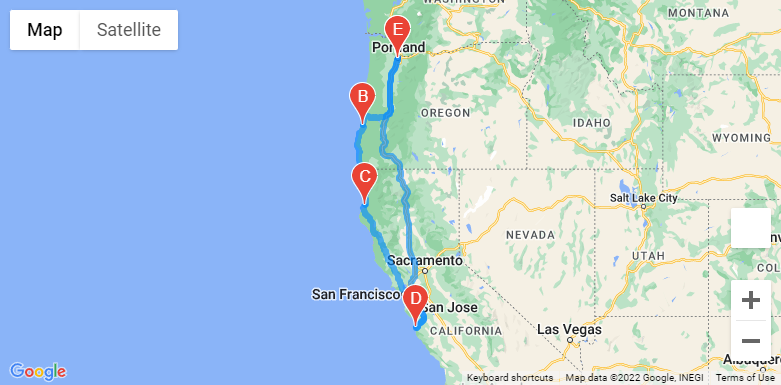 Map
Satellite
WASHINGTON
MONTANA
E
Portland
B
OREGON
IDAHO
WYOMING
C
Salt Lake City
NEVADA
Sacramento
UTAH
San Francisco
D
San Jose
CALIFORNIA
Las Vegas
Google
Keyboard shortcuts
Map data ©2022 Google, INEGI
Terms of Use